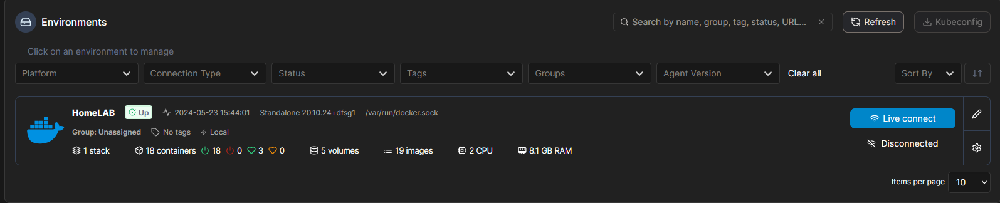 Environments
Search by name, group, tag, status, URL...
Refresh
Kubeconfig
Click on an environment to manage
Platform
Connection Type
Status
Tags
Groups
Agent Version
Clear all
Sort By
HomeLAB
Up
2024-05-23 15:44:01
Standalone 20.10.24+dfsg1
/var/run/docker.sock
Live connect
Group: Unassigned
No tags
Local
Disconnected
1 stack
18 containers
18
0
3
0
5 volumes
19 images
2 CPU
8.1 GB RAM
Items per page
10